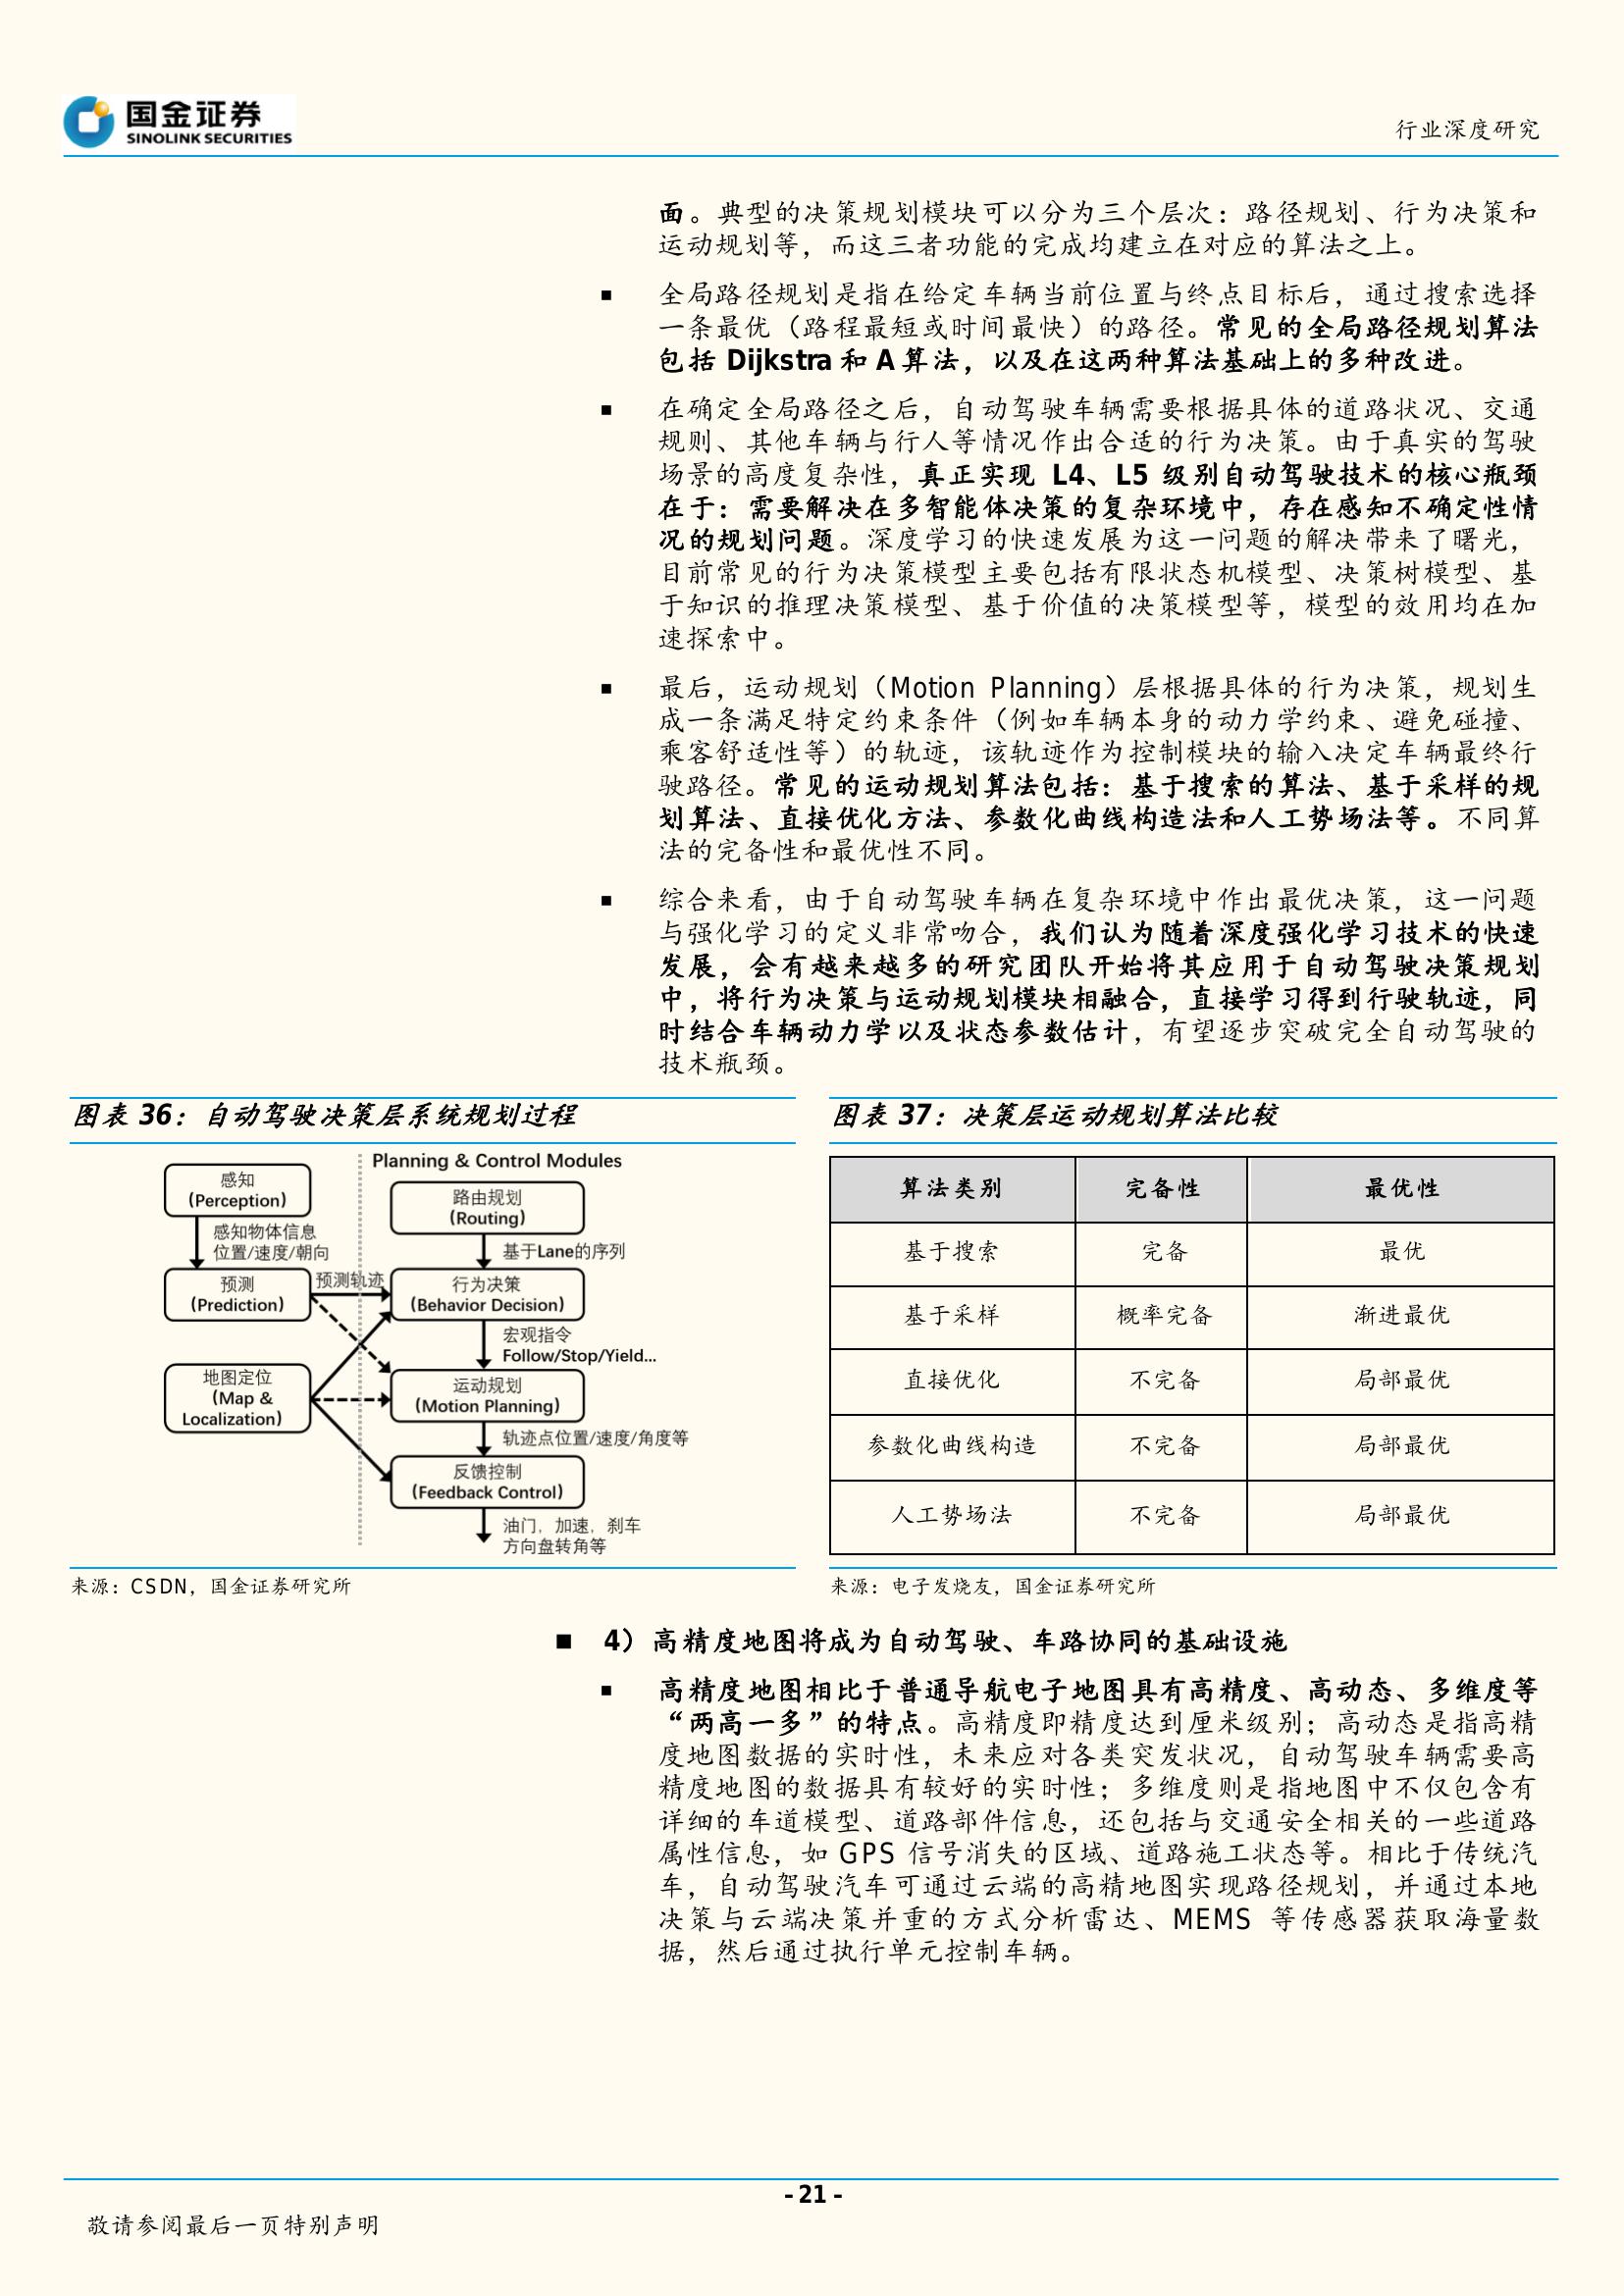 国金证券
SINOLINK SECURITIES
行业深度研究
面。典型的决策规划模块可以分为三个层次：路径规划、行为决策和
运动规划等，而这三者功能的完成均建立在对应的算法之上。
■ 全局路径规划是指在给定车辆当前位置与终点目标后，通过搜索选择
一条最优（路程最短或时间最快）的路径。常见的全局路径规划算法
包括 Dijkstra 和 A 算法，以及在这两种算法基础上的多种改进。
■ 在确定全局路径之后，自动驾驶车辆需要根据具体的道路状况、交通
规则、其他车辆与行人等情况作出合适的行为决策。由于真实的驾驶
场景的高度复杂性，真正实现 L4、L5 级别自动驾驶技术的核心瓶颈
在于：需要解决在多智能体决策的复杂环境中，存在感知不确定性情
况的规划问题。深度学习的快速发展为这一问题的解决带来了曙光，
目前常见的行为决策模型主要包括有限状态机模型、决策树模型、基
于知识的推理决策模型、基于价值的决策模型等，模型的效用均在加
速探索中。
■ 最后，运动规划（Motion Planning）层根据具体的行为决策，规划生
成一条满足特定约束条件（例如车辆本身的动力学约束、避免碰撞、
乘客舒适性等）的轨迹，该轨迹作为控制模块的输入决定车辆最终行
驶路径。常见的运动规划算法包括：基于搜索的算法、基于采样的规
划算法、直接优化方法、参数化曲线构造法和人工势场法等。不同算
法的完备性和最优性不同。
■ 综合来看，由于自动驾驶车辆在复杂环境中作出最优决策，这一问题
与强化学习的定义非常吻合，我们认为随着深度强化学习技术的快速
发展，会有越来越多的研究团队开始将其应用于自动驾驶决策规划
中，将行为决策与运动规划模块相融合，直接学习得到行驶轨迹，同
时结合车辆动力学以及状态参数估计，有望逐步突破完全自动驾驶的
技术瓶颈。
图表 36：自动驾驶决策层系统规划过程
Planning & Control Modules
感知
（Perception）
感知物体信息
位置/速度/朝向
预测
（Prediction）
预测轨迹
地图定位
（Map &
Localization）
路由规划
（Routing）
基于Lane的序列
行为决策
（Behavior Decision）
宏观指令
Follow/Stop/Yield...
运动规划
（Motion Planning）
轨迹点位置/速度/角度等
反馈控制
（Feedback Control）
油门，加速，刹车
方向盘转角等
来源：CSDN，国金证券研究所
图表 37：决策层运动规划算法比较
算法类别 完备性 最优性
基于搜索 完备 最优
基于采样 概率完备 渐进最优
直接优化 不完备 局部最优
参数化曲线构造 不完备 局部最优
人工势场法 不完备 局部最优
来源：电子发烧友，国金证券研究所
■ 4）高精度地图将成为自动驾驶、车路协同的基础设施
■ 高精度地图相比于普通导航电子地图具有高精度、高动态、多维度等
“两高一多”的特点。高精度即精度达到厘米级别；高动态是指高精
度地图数据的实时性，未来应对各类突发状况，自动驾驶车辆需要高
精度地图的数据具有较好的实时性；多维度则是指地图中不仅包含有
详细的车道模型、道路部件信息，还包括与交通安全相关的一些道路
属性信息，如 GPS 信号消失的区域、道路施工状态等。相比于传统汽
车，自动驾驶汽车可通过云端的高精地图实现路径规划，并通过本地
决策与云端决策并重的方式分析雷达、MEMS 等传感器获取海量数
据，然后通过执行单元控制车辆。
- 21 -
敬请参阅最后一页特别声明